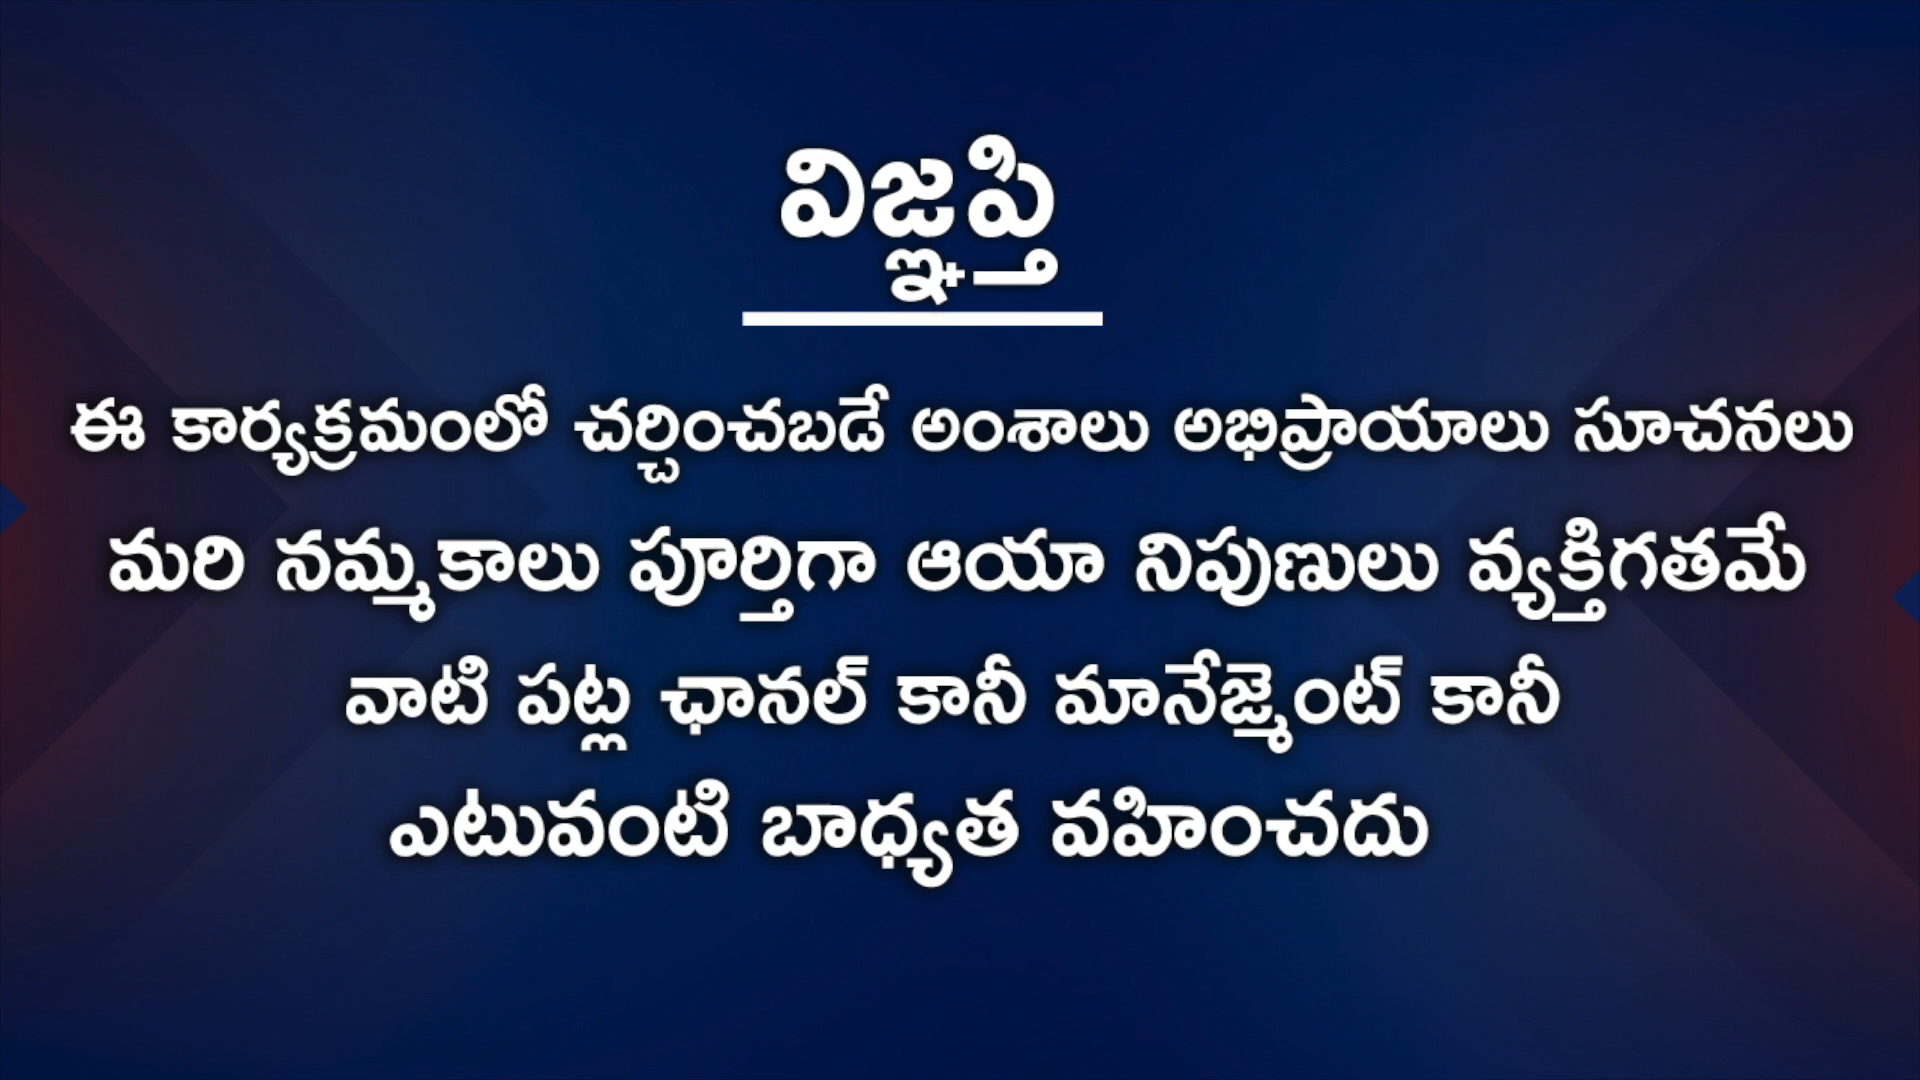 విజ్ఞప్తి
ఈ కార్యక్రమంలో చర్చించబడే అంశాలు అభిప్రాయాలు సూచనలు
మరి నమ్మకాలు పూర్తిగా ఆయా నిపుణులు వ్యక్తిగతమే
వాటి పట్ల ఛానల్ కానీ మానేజ్మెంట్ కానీ
ఎటువంటి బాధ్యత వహించదు